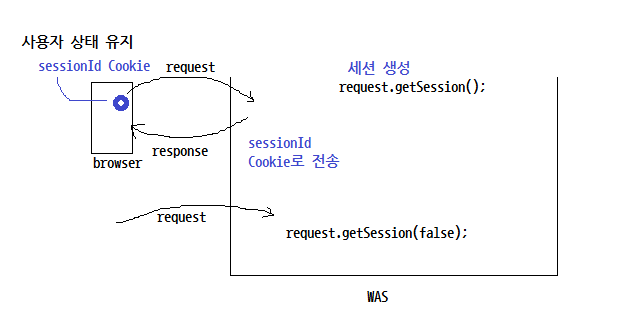 사용자 상태 유지
sessionId Cookie
request
세션 생성
request.getSession();
response
browser
sessionId
Cookie로 전송
request
request.getSession(false);
WAS